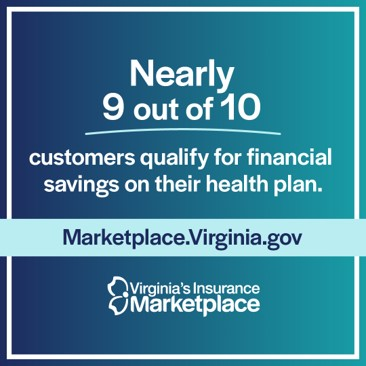 Nearly
9 out of 10
customers qualify for financial
savings on their health plan.
Marketplace.Virginia.gov
Virginia's Insurance
Marketplace